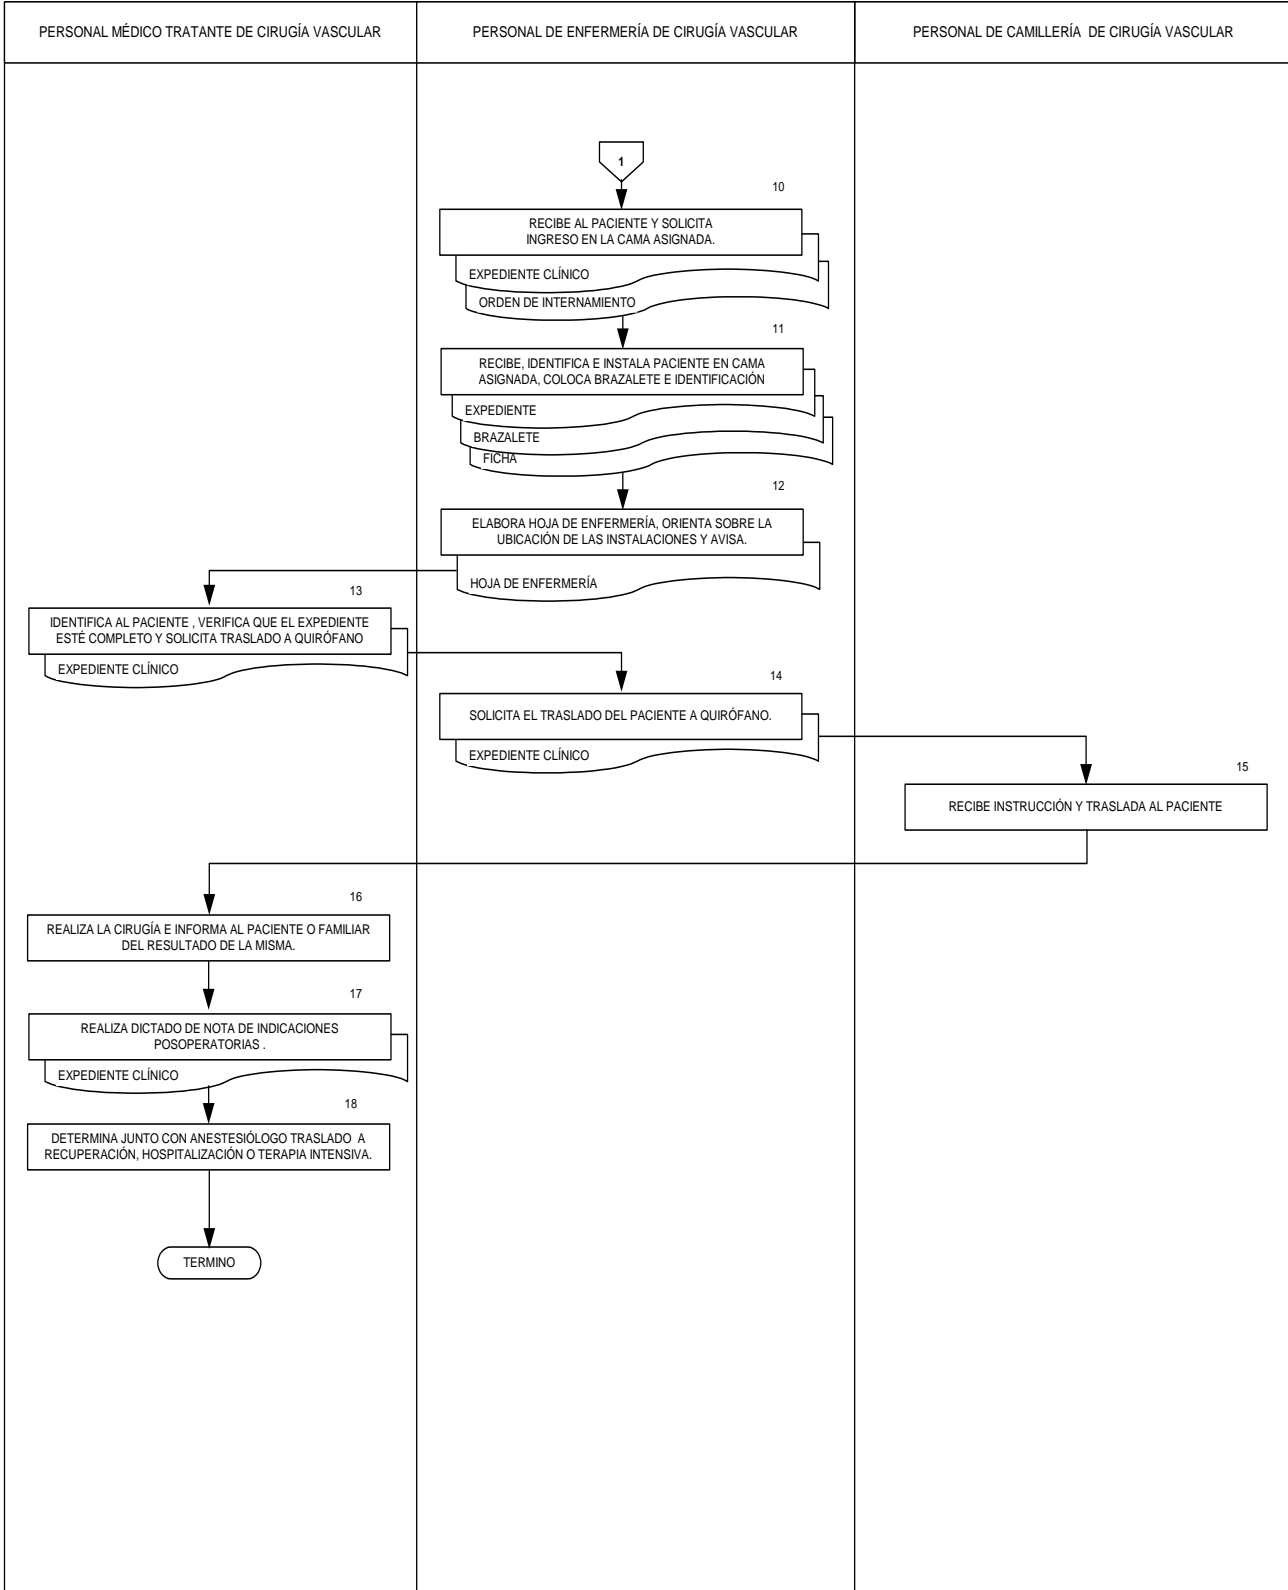 PERSONAL MÉDICO TRATANTE DE CIRUGÍA VASCULAR
PERSONAL DE ENFERMERÍA DE CIRUGÍA VASCULAR
PERSONAL DE CAMILLERÍA DE CIRUGÍA VASCULAR
1
10
RECIBE AL PACIENTE Y SOLICITA
INGRESO EN LA CAMA ASIGNADA.
EXPEDIENTE CLÍNICO
ORDEN DE INTERNAMIENTO
11
RECIBE, IDENTIFICA E INSTALA PACIENTE EN CAMA
ASIGNADA, COLOCA BRAZALETE E IDENTIFICACIÓN
EXPEDIENTE
BRAZALETE
FICHA
12
ELABORA HOJA DE ENFERMERÍA, ORIENTA SOBRE LA
UBICACIÓN DE LAS INSTALACIONES Y AVISA.
HOJA DE ENFERMERÍA
13
IDENTIFICA AL PACIENTE , VERIFICA QUE EL EXPEDIENTE
ESTÉ COMPLETO Y SOLICITA TRASLADO A QUIRÓFANO
EXPEDIENTE CLÍNICO
14
SOLICITA EL TRASLADO DEL PACIENTE A QUIRÓFANO.
EXPEDIENTE CLÍNICO
15
RECIBE INSTRUCCIÓN Y TRASLADA AL PACIENTE
16
REALIZA LA CIRUGÍA E INFORMA AL PACIENTE O FAMILIAR
DEL RESULTADO DE LA MISMA.
17
REALIZA DICTADO DE NOTA DE INDICACIONES
POSOPERATORIAS .
EXPEDIENTE CLÍNICO
18
DETERMINA JUNTO CON ANESTESIÓLOGO TRASLADO A
RECUPERACIÓN, HOSPITALIZACIÓN O TERAPIA INTENSIVA.
TERMINO